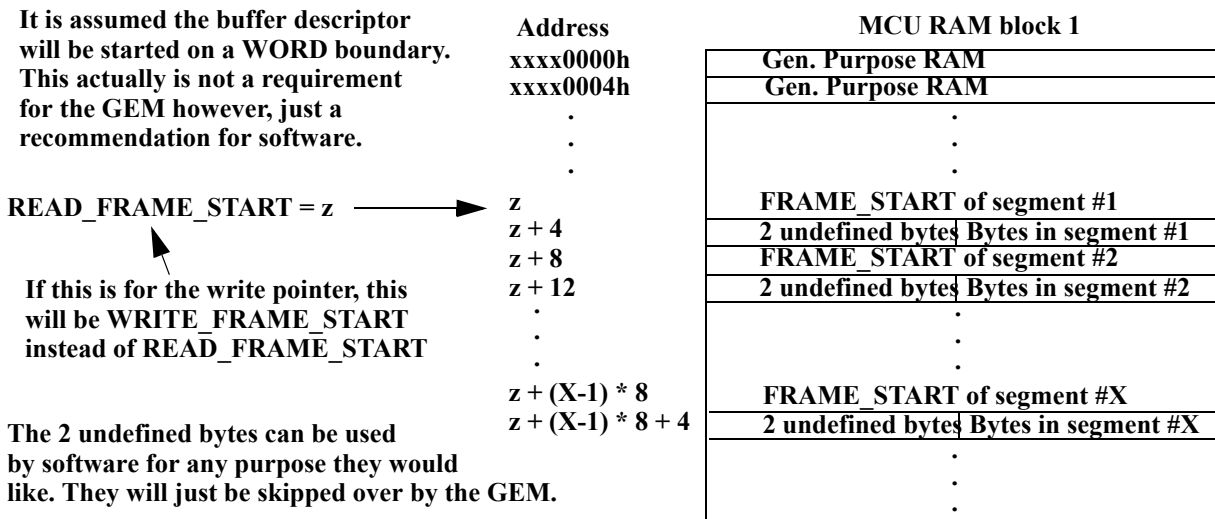 It is assumed the buffer descriptor
will be started on a WORD boundary.
This actually is not a requirement
for the GEM however, just a
recommendation for software.
READ_FRAME_START = z
If this is for the write pointer, this
will be WRITE_FRAME_START
instead of READ_FRAME_START
The 2 undefined bytes can be used
by software for any purpose they would
like. They will just be skipped over by the GEM.
Address
xxxx0000h
xxxx0004h
.
.
.
z
z + 4
z + 8
z + 12
.
.
.
z + (X-1) * 8
z + (X-1) * 8 + 4
MCU RAM block 1
Gen. Purpose RAM
Gen. Purpose RAM
.
.
.
FRAME_START of segment #1
2 undefined bytes Bytes in segment #1
FRAME_START of segment #2
2 undefined bytes Bytes in segment #2
.
.
.
FRAME_START of segment #X
2 undefined bytes Bytes in segment #X
.
.
.